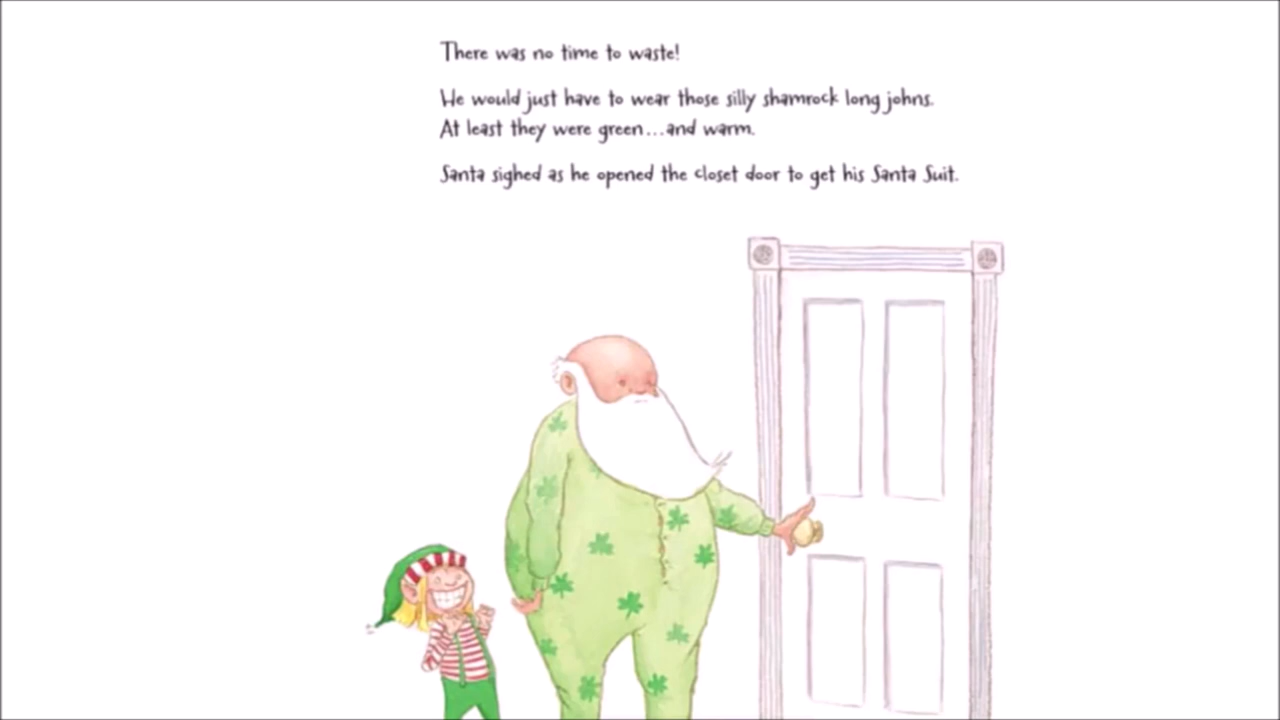 There was no time to waste!
He would just have to wear those silly shamrock long johns.
At least they were green...and warm.
Santa sighed as he opened the closet door to get his Santa Suit.